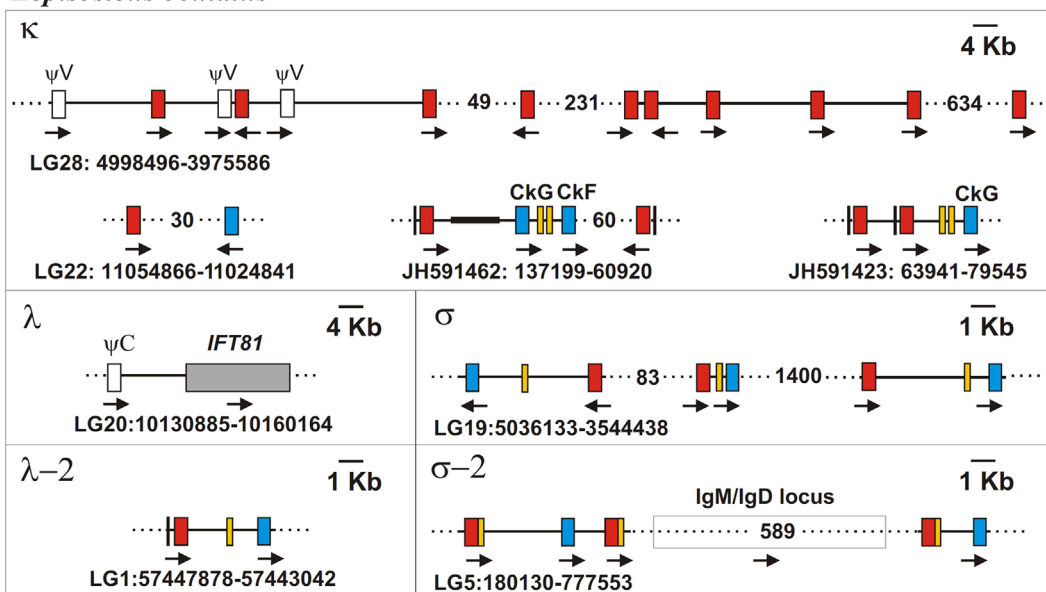 κ
4 Kb
ψV ψV ψV
49 231 634
LG28: 4998496-3975586
CkG CkF CkG
30 60
LG22: 11054866-11024841 JH591462: 137199-60920 JH591423: 63941-79545
λ
4 Kb
ψC IFT81
LG20:10130885-10160164
σ
1 Kb
83 1400
LG19:5036133-3544438
λ−2
1 Kb
LG1:57447878-57443042
σ−2
1 Kb
IgM/IgD locus
589
LG5:180130-777553